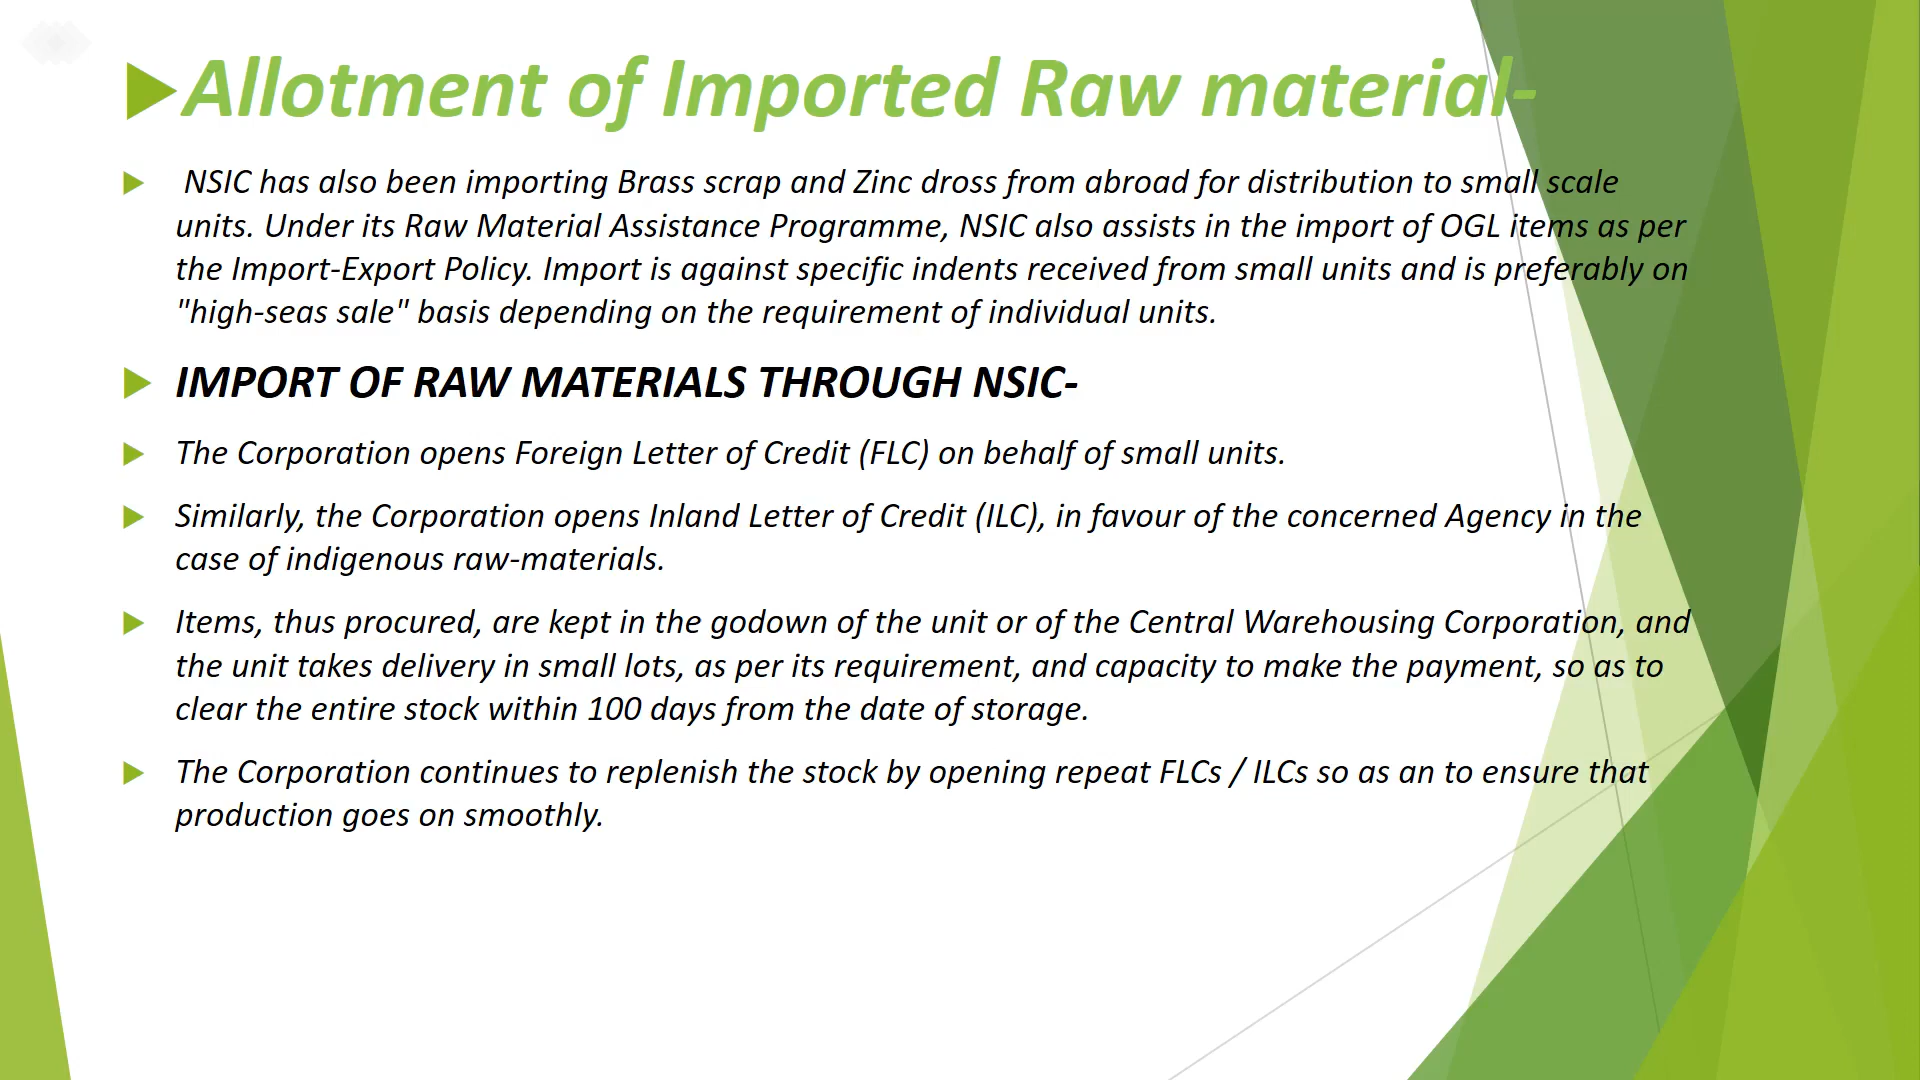 Allotment of Imported Raw material-
NSIC has also been importing Brass scrap and Zinc dross from abroad for distribution to small scale
units. Under its Raw Material Assistance Programme, NSIC also assists in the import of OGL items as per
the Import-Export Policy. Import is against specific indents received from small units and is preferably on
"high-seas sale" basis depending on the requirement of individual units.
IMPORT OF RAW MATERIALS THROUGH NSIC-
The Corporation opens Foreign Letter of Credit (FLC) on behalf of small units.
Similarly, the Corporation opens Inland Letter of Credit (ILC), in favour of the concerned Agency in the
case of indigenous raw-materials.
Items, thus procured, are kept in the godown of the unit or of the Central Warehousing Corporation, and
the unit takes delivery in small lots, as per its requirement, and capacity to make the payment, so as to
clear the entire stock within 100 days from the date of storage.
The Corporation continues to replenish the stock by opening repeat FLCs / ILCs so as an to ensure that
production goes on smoothly.